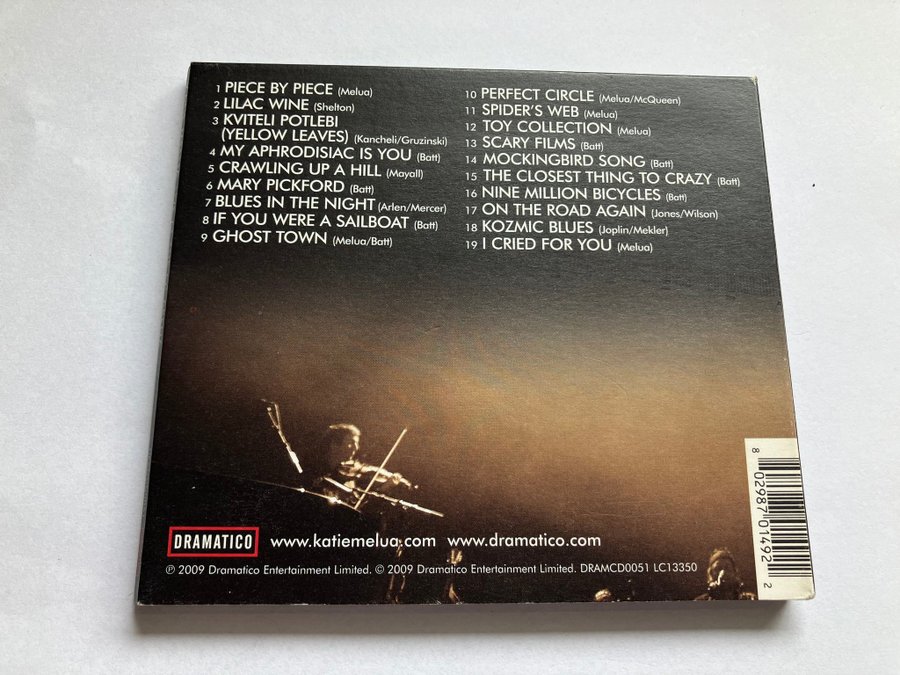 1 PIECE BY PIECE (Melua)
2 LILAC WINE (Shelton)
3 KVITELI POTLEBI
(YELLOW LEAVES) (Kancheli/Gruzinski)
4 MY APHRODISIAC IS YOU (Batt)
5 CRAWLING UP A HILL (Mayall)
6 MARY PICKFORD (Batt)
7 BLUES IN THE NIGHT (Arlen/Mercer)
8 IF YOU WERE A SAILBOAT (Batt)
9 GHOST TOWN (Melua/Batt)
10 PERFECT CIRCLE (Melua/McQueen)
11 SPIDER'S WEB (Melua)
12 TOY COLLECTION (Melua)
13 SCARY FILMS (Batt)
14 MOCKINGBIRD SONG (Batt)
15 THE CLOSEST THING TO CRAZY (Batt)
16 NINE MILLION BICYCLES (Batt)
17 ON THE ROAD AGAIN (Jones/Wilson)
18 KOZMIC BLUES (Joplin/Mekler)
19 I CRIED FOR YOU (Melua)
DRAMATICO www.katiemelua.com www.dramatico.com
℗ 2009 Dramatico Entertainment Limited. © 2009 Dramatico Entertainment Limited. DRAMCD0051 LC13350
8 02987 01492 2